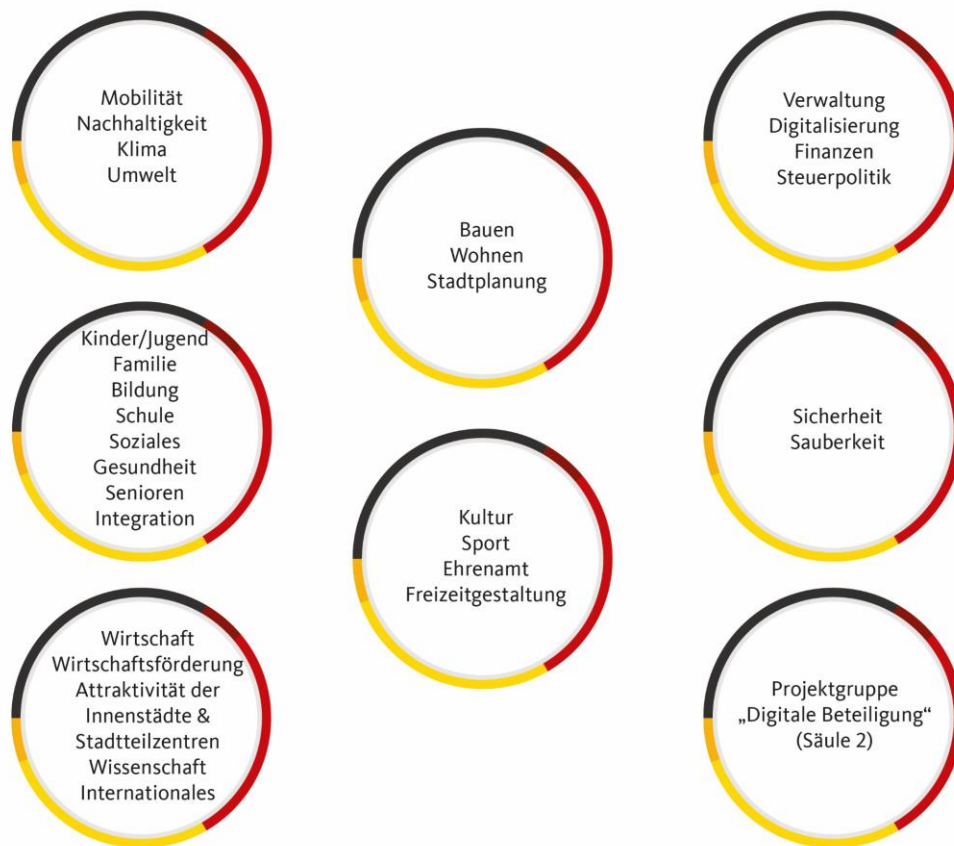 Mobilität
Nachhaltigkeit
Klima
Umwelt
Kinder/Jugend
Familie
Bildung
Schule
Soziales
Gesundheit
Senioren
Integration
Wirtschaft
Wirtschaftsförderung
Attraktivität der
Innenstädte &
Stadtteilzentren
Wissenschaft
Internationales
Bauen
Wohnen
Stadtplanung
Kultur
Sport
Ehrenamt
Freizeitgestaltung
Verwaltung
Digitalisierung
Finanzen
Steuerpolitik
Sicherheit
Sauberkeit
Projektgruppe
„Digitale Beteiligung“
(Säule 2)